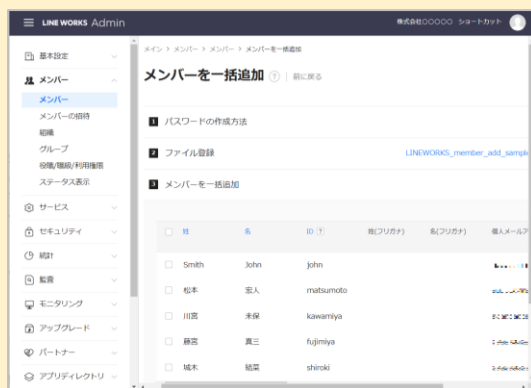 LINE WORKS Admin
株式会社○○○○○ ショートカット
基本設定
メンバー
メンバー
メンバーの招待
組織
グループ
役職/職級/利用権限
ステータス表示
サービス
セキュリティ
統計
監査
モニタリング
アップグレード
パートナー
アプリディレクトリ
メイン > メンバー > メンバー > メンバーを一括追加
メンバーを一括追加 ? | 前に戻る
1 パスワードの作成方法
2 ファイル登録 LINEWORKS_member_add_sample
3 メンバーを一括追加
姓 名 ID ? 姓(フリガナ) 名(フリガナ) 個人メールア
Smith John john
松本 宏人 matsumoto
川宮 未保 kawamiya
藤宮 真三 fujimiya
城木 結菜 shiroki